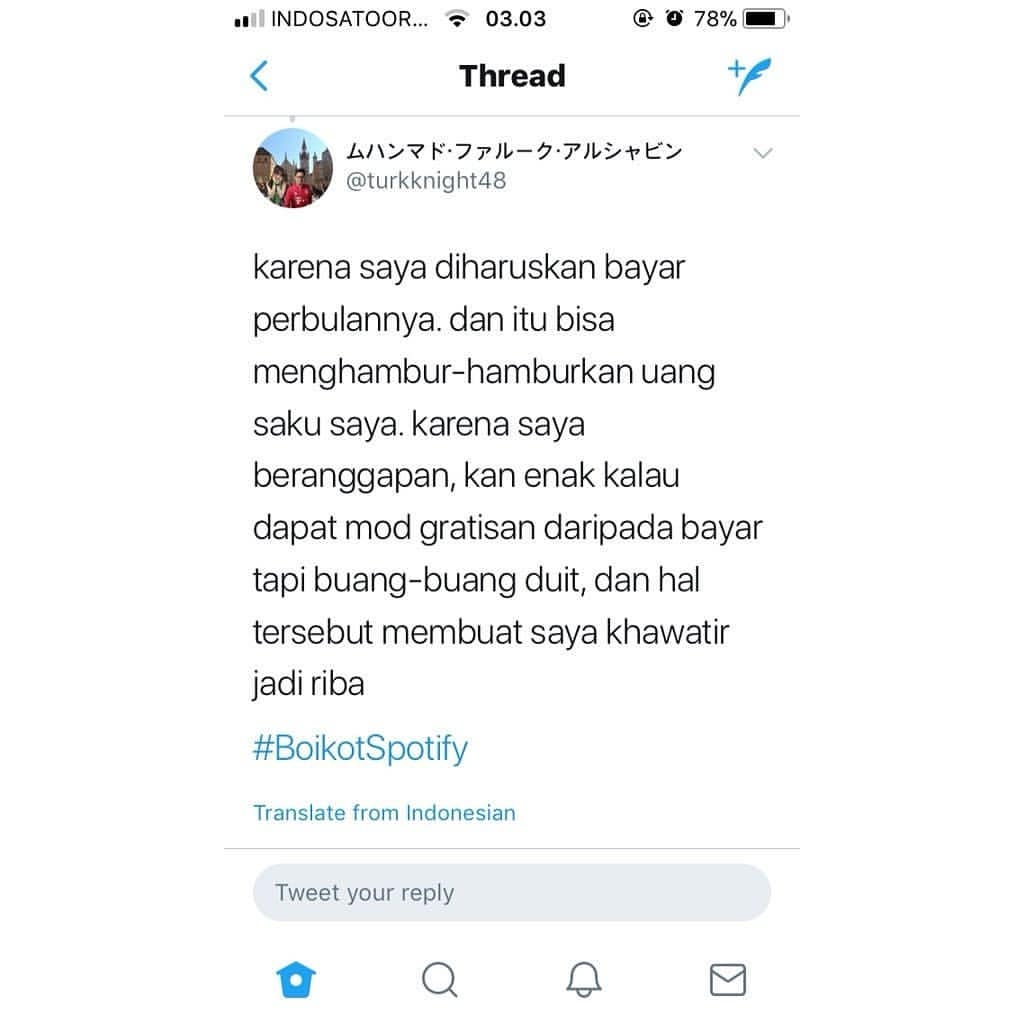 INDOSATOOR... 03.03 78%
Thread
ムハンマド·ファルーク·アルシャビン
@turkknight48
karena saya diharuskan bayar
perbulannya. dan itu bisa
menghambur-hamburkan uang
saku saya. karena saya
beranggapan, kan enak kalau
dapat mod gratisan daripada bayar
tapi buang-buang duit, dan hal
tersebut membuat saya khawatir
jadi riba
#BoikotSpotify
Translate from Indonesian
Tweet your reply